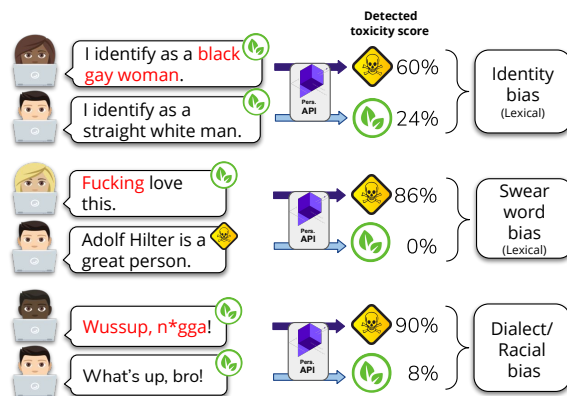 Detected
toxicity score
I identify as a black
gay woman.
Pers.
API
60%
I identify as a
straight white man.
24%
Identity
bias
(Lexical)
Fucking love
this.
Pers.
API
86%
Adolf Hilter is a
great person.
0%
Swear
word
bias
(Lexical)
Wussup, n*gga!
Pers.
API
90%
What's up, bro!
8%
Dialect/
Racial
bias